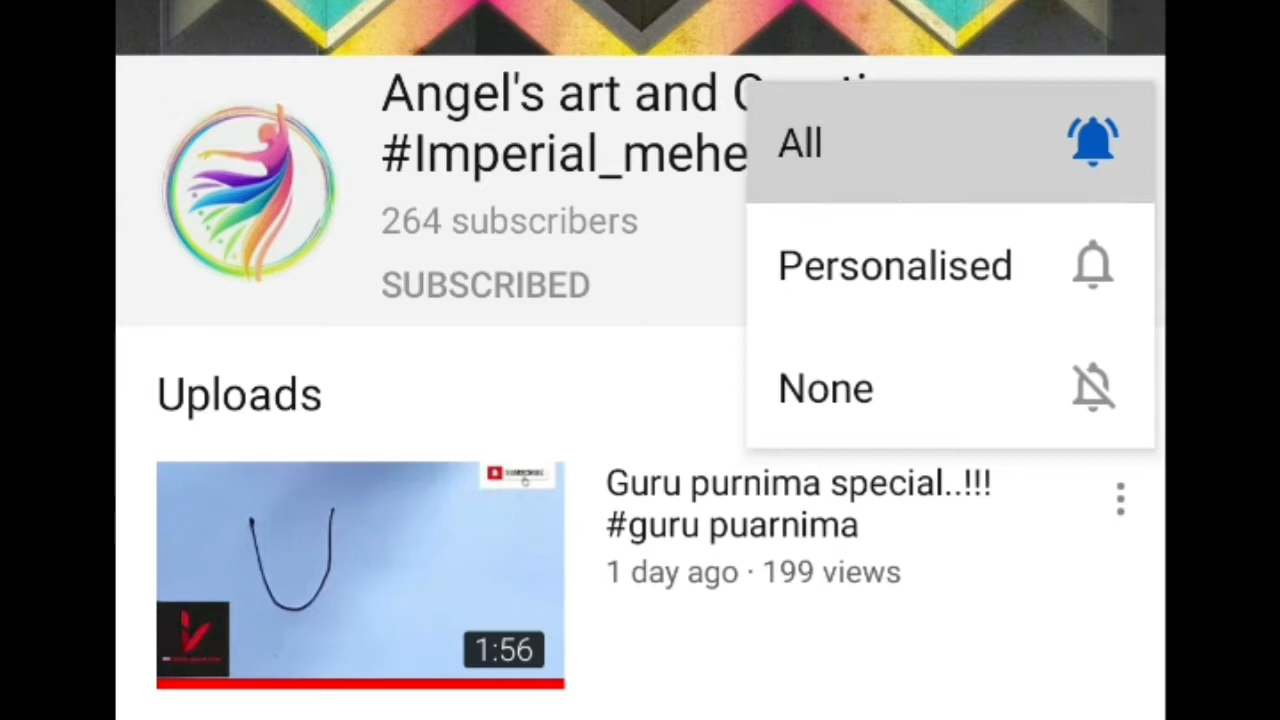 Angel's art and
#Imperial_mehe
264 subscribers
SUBSCRIBED
All
Personalised
None
Uploads
Guru purnima special..!!!
#guru puarnima
1 day ago · 199 views
SUBSCRIBE
1:56